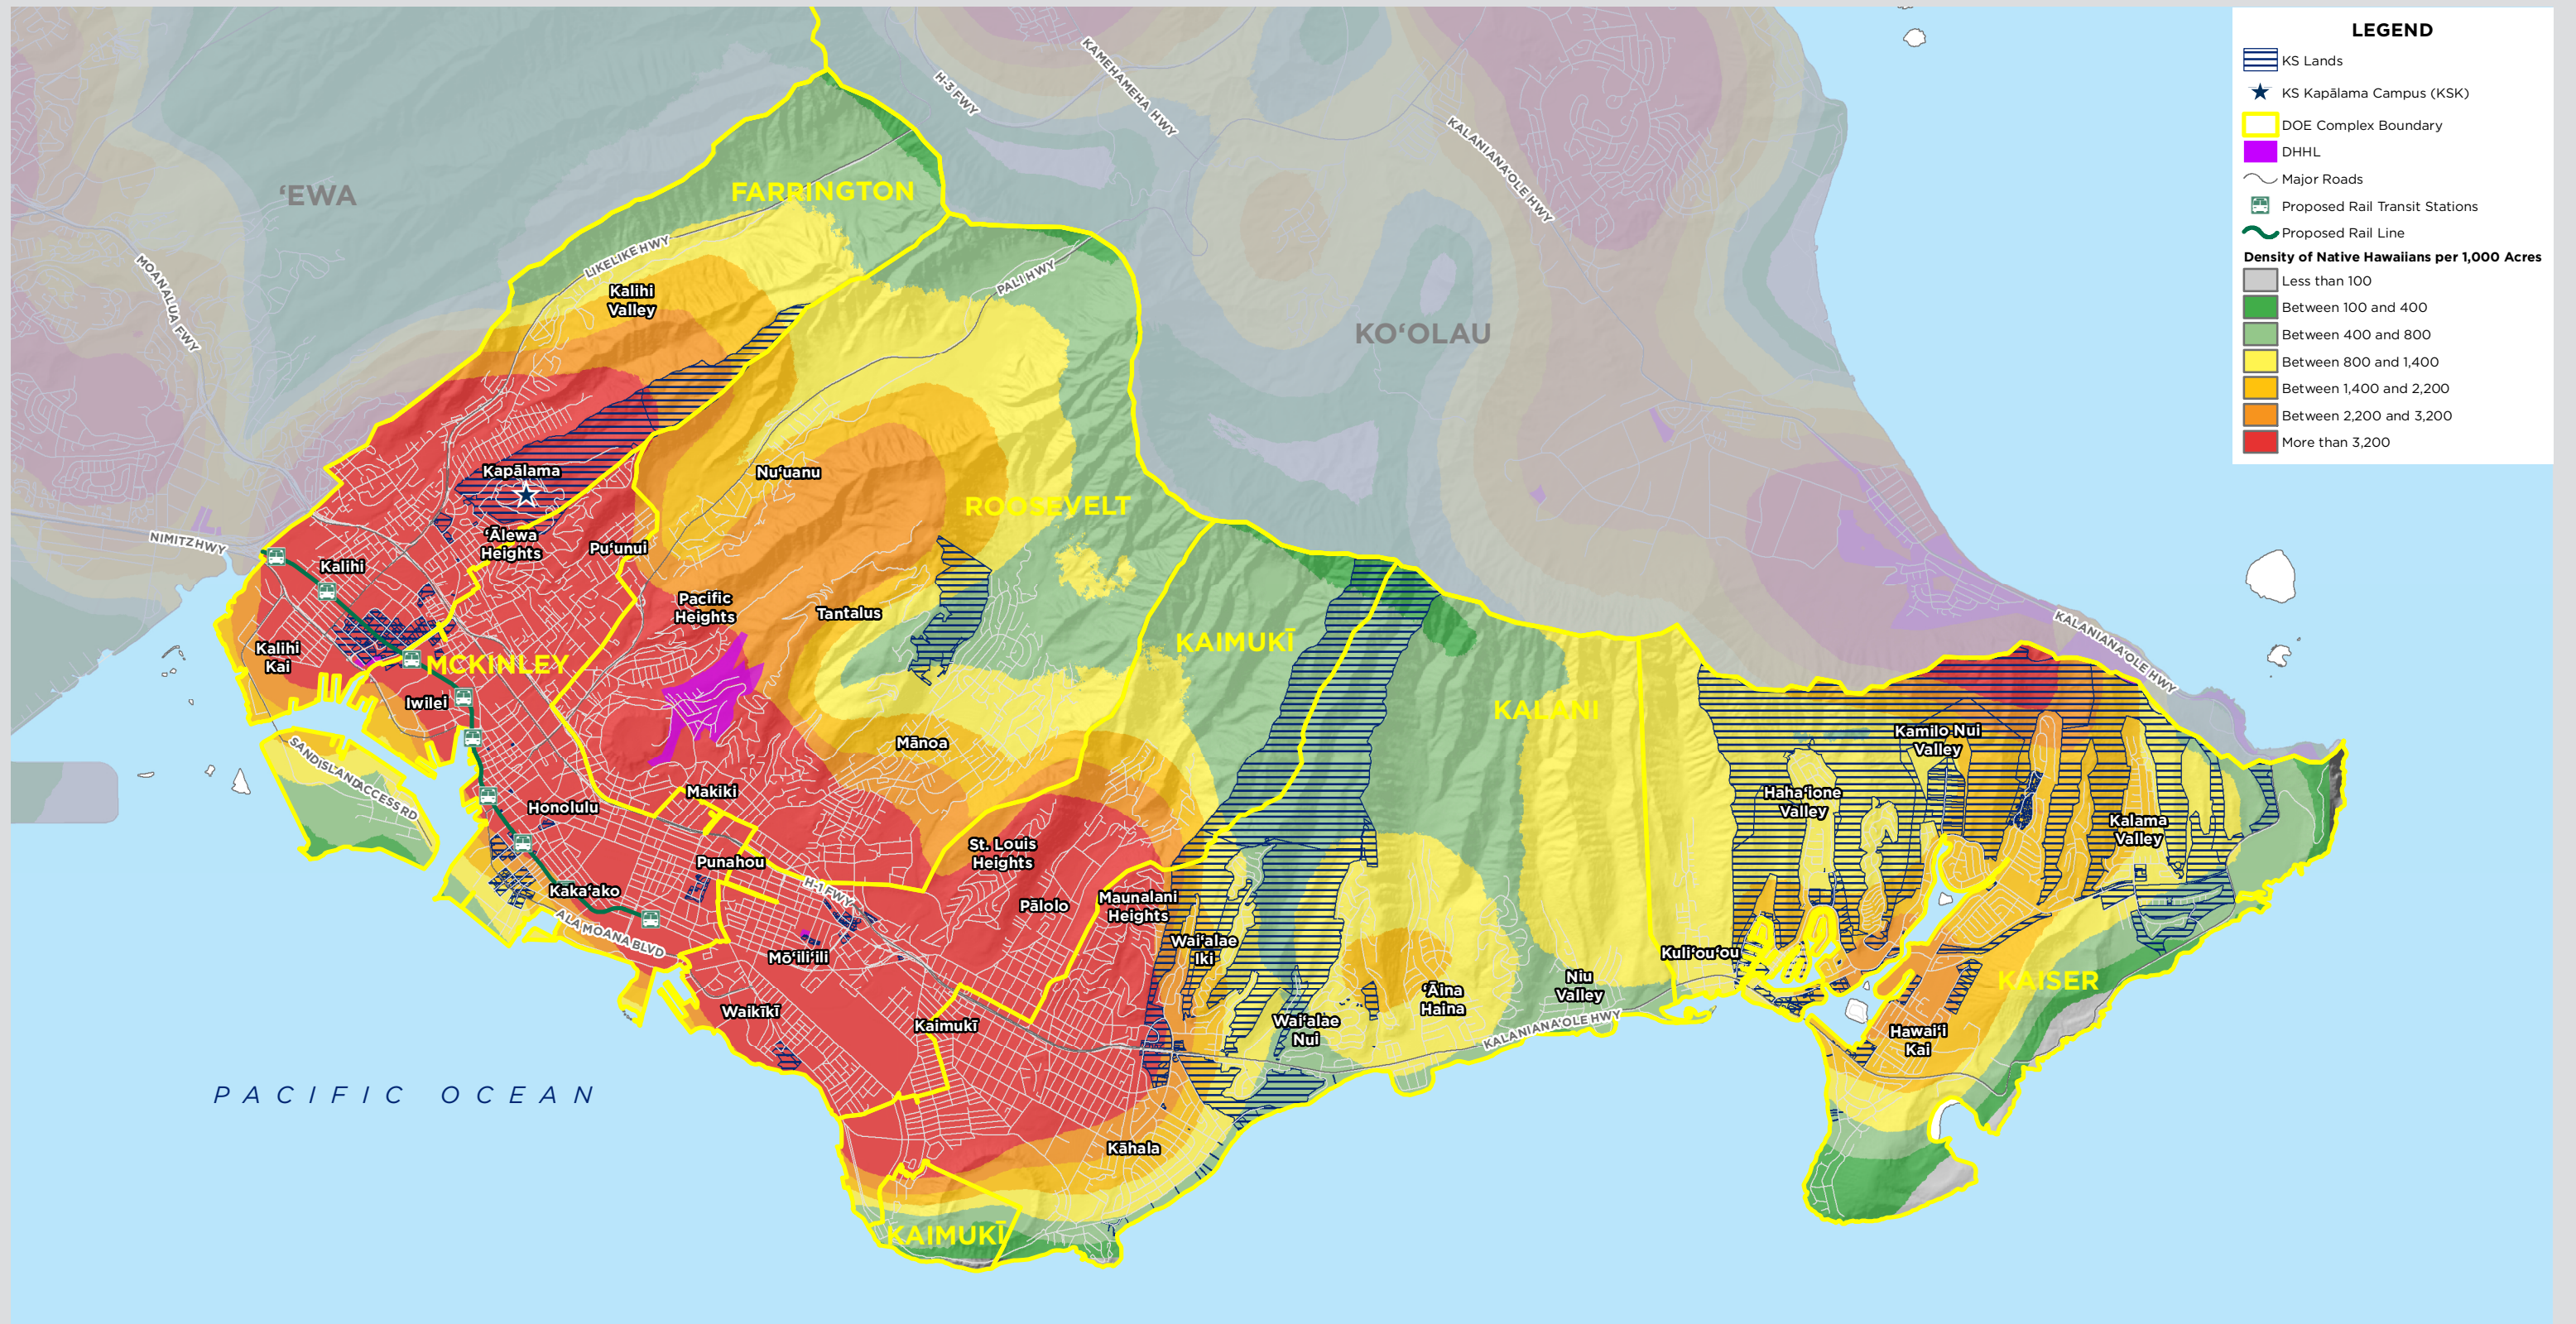 LEGEND
KS Lands
KS Kapālama Campus (KSK)
DOE Complex Boundary
DHHL
Major Roads
Proposed Rail Transit Stations
Proposed Rail Line
Density of Native Hawaiians per 1,000 Acres
Less than 100
Between 100 and 400
Between 400 and 800
Between 800 and 1,400
Between 1,400 and 2,200
Between 2,200 and 3,200
More than 3,200
H-3 FWY
KAMEHAMEHA HWY
KALANIANAʻOLE HWY
ʻEWA
FARRINGTON
MOANALUA FWY
LIKELIKE HWY
PALI HWY
Kalihi
Valley
KOʻOLAU
Kapālama
Nuʻuanu
ROOSEVELT
NIMITZ HWY
ʻĀlewa
Heights
Puʻunui
Kalihi
Pacific
Heights
Tantalus
KAIMUKĪ
KALANIANAʻOLE HWY
Kalihi
Kai
MCKINLEY
Iwilei
KALANI
Mānoa
Kamilo Nui
Valley
SAND ISLAND ACCESS RD
Makiki
Honolulu
Hahaʻione
Valley
Kalama
Valley
St. Louis
Heights
Punahou
Kakaʻako
H-1 FWY
Maunalani
Heights
Pālolo
ALA MOANA BLVD
Mōʻiliʻili
Waiʻalae
Iki
Kuliʻouʻou
Niu
Valley
KAISER
ʻĀina
Haina
Waikīkī
Kaimukī
Waiʻalae
Nui
KALANIANAʻOLE HWY
Hawaiʻi
Kai
PACIFIC OCEAN
Kāhala
KAIMUKĪ